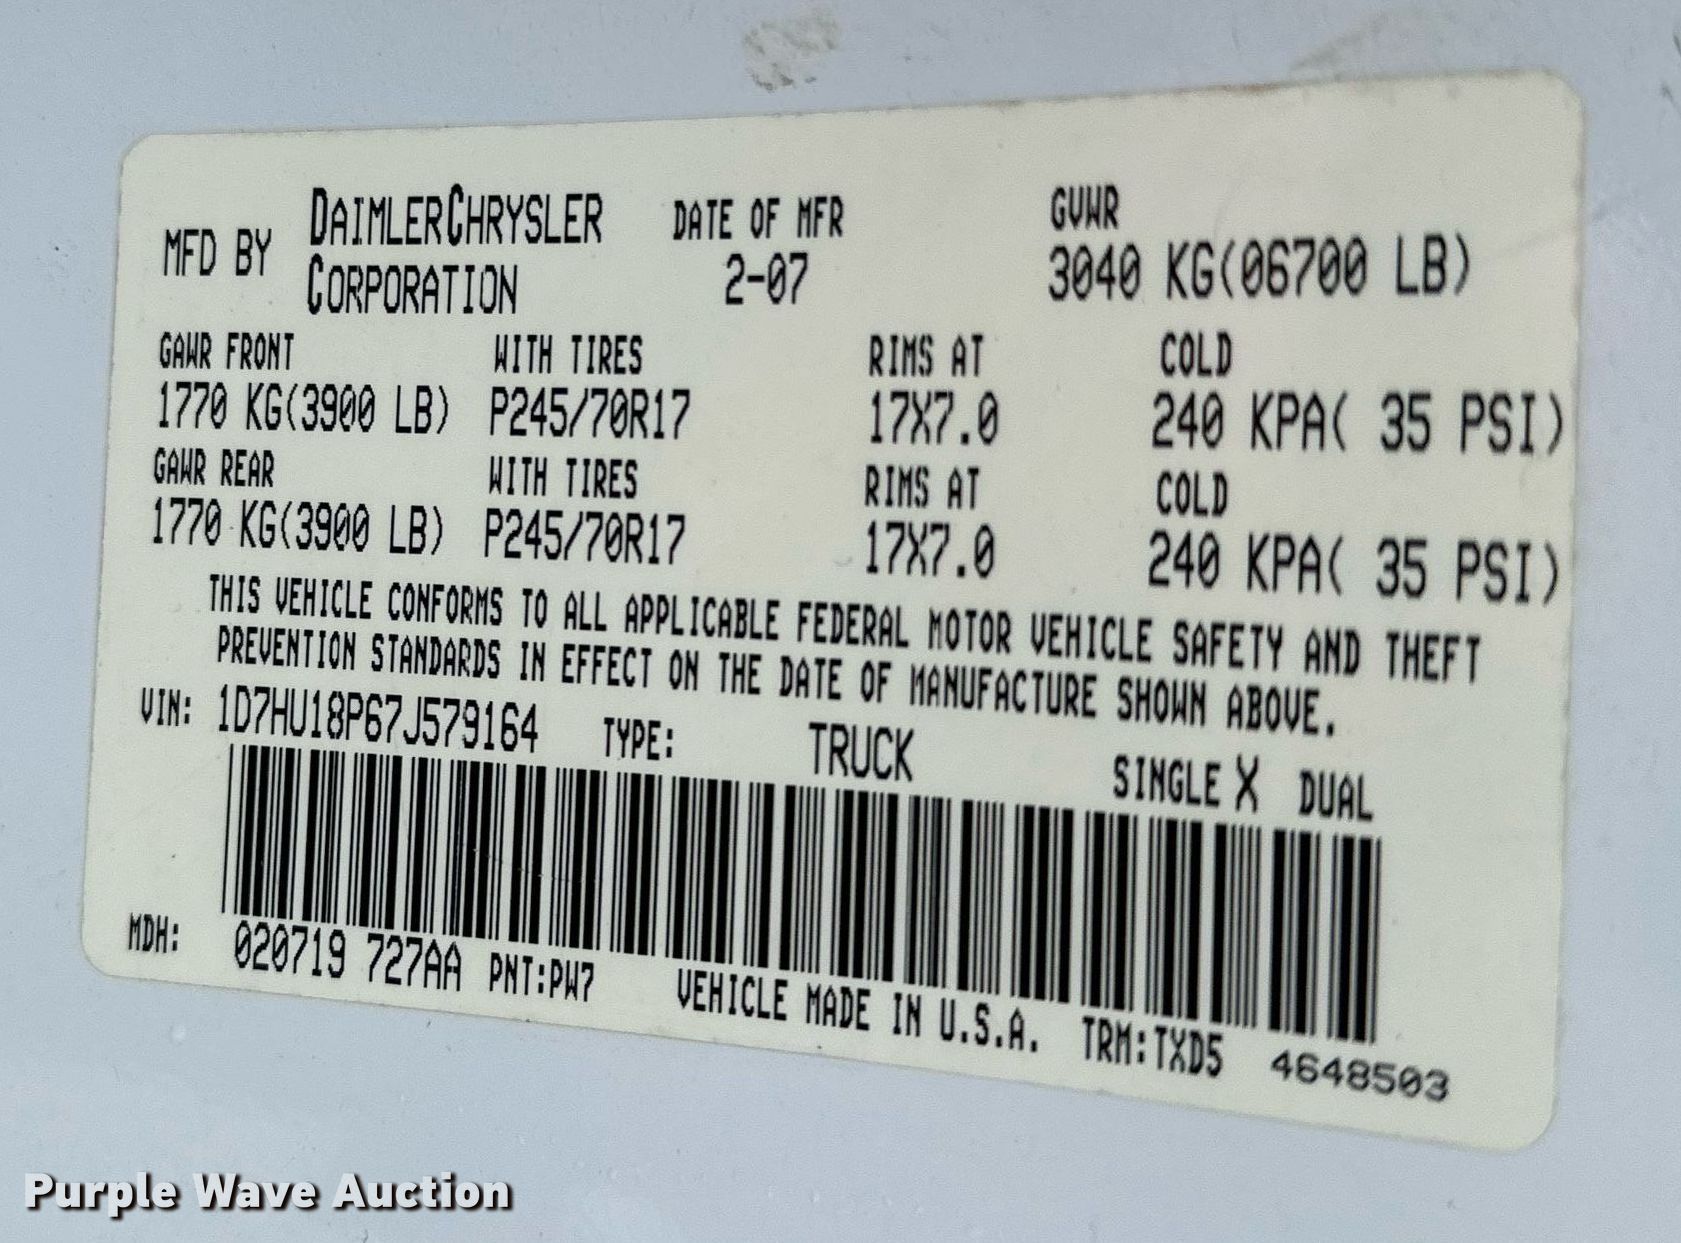 MFD BY DAIMLERCHRYSLER CORPORATION DATE OF MFR 2-07 GVWR 3040 KG(06700 LB)
GAWR FRONT WITH TIRES RIMS AT COLD
1770 KG(3900 LB) P245/70R17 17X7.0 240 KPA( 35 PSI)
GAWR REAR WITH TIRES RIMS AT COLD
1770 KG(3900 LB) P245/70R17 17X7.0 240 KPA( 35 PSI)
THIS VEHICLE CONFORMS TO ALL APPLICABLE FEDERAL MOTOR VEHICLE SAFETY AND THEFT
PREVENTION STANDARDS IN EFFECT ON THE DATE OF MANUFACTURE SHOWN ABOVE.
VIN: 1D7HU18P67J579164 TYPE: TRUCK SINGLE X DUAL
MDH: 020719 727AA PNT:PW7 VEHICLE MADE IN U.S.A. TRM:TXD5 4648503
Purple Wave Auction